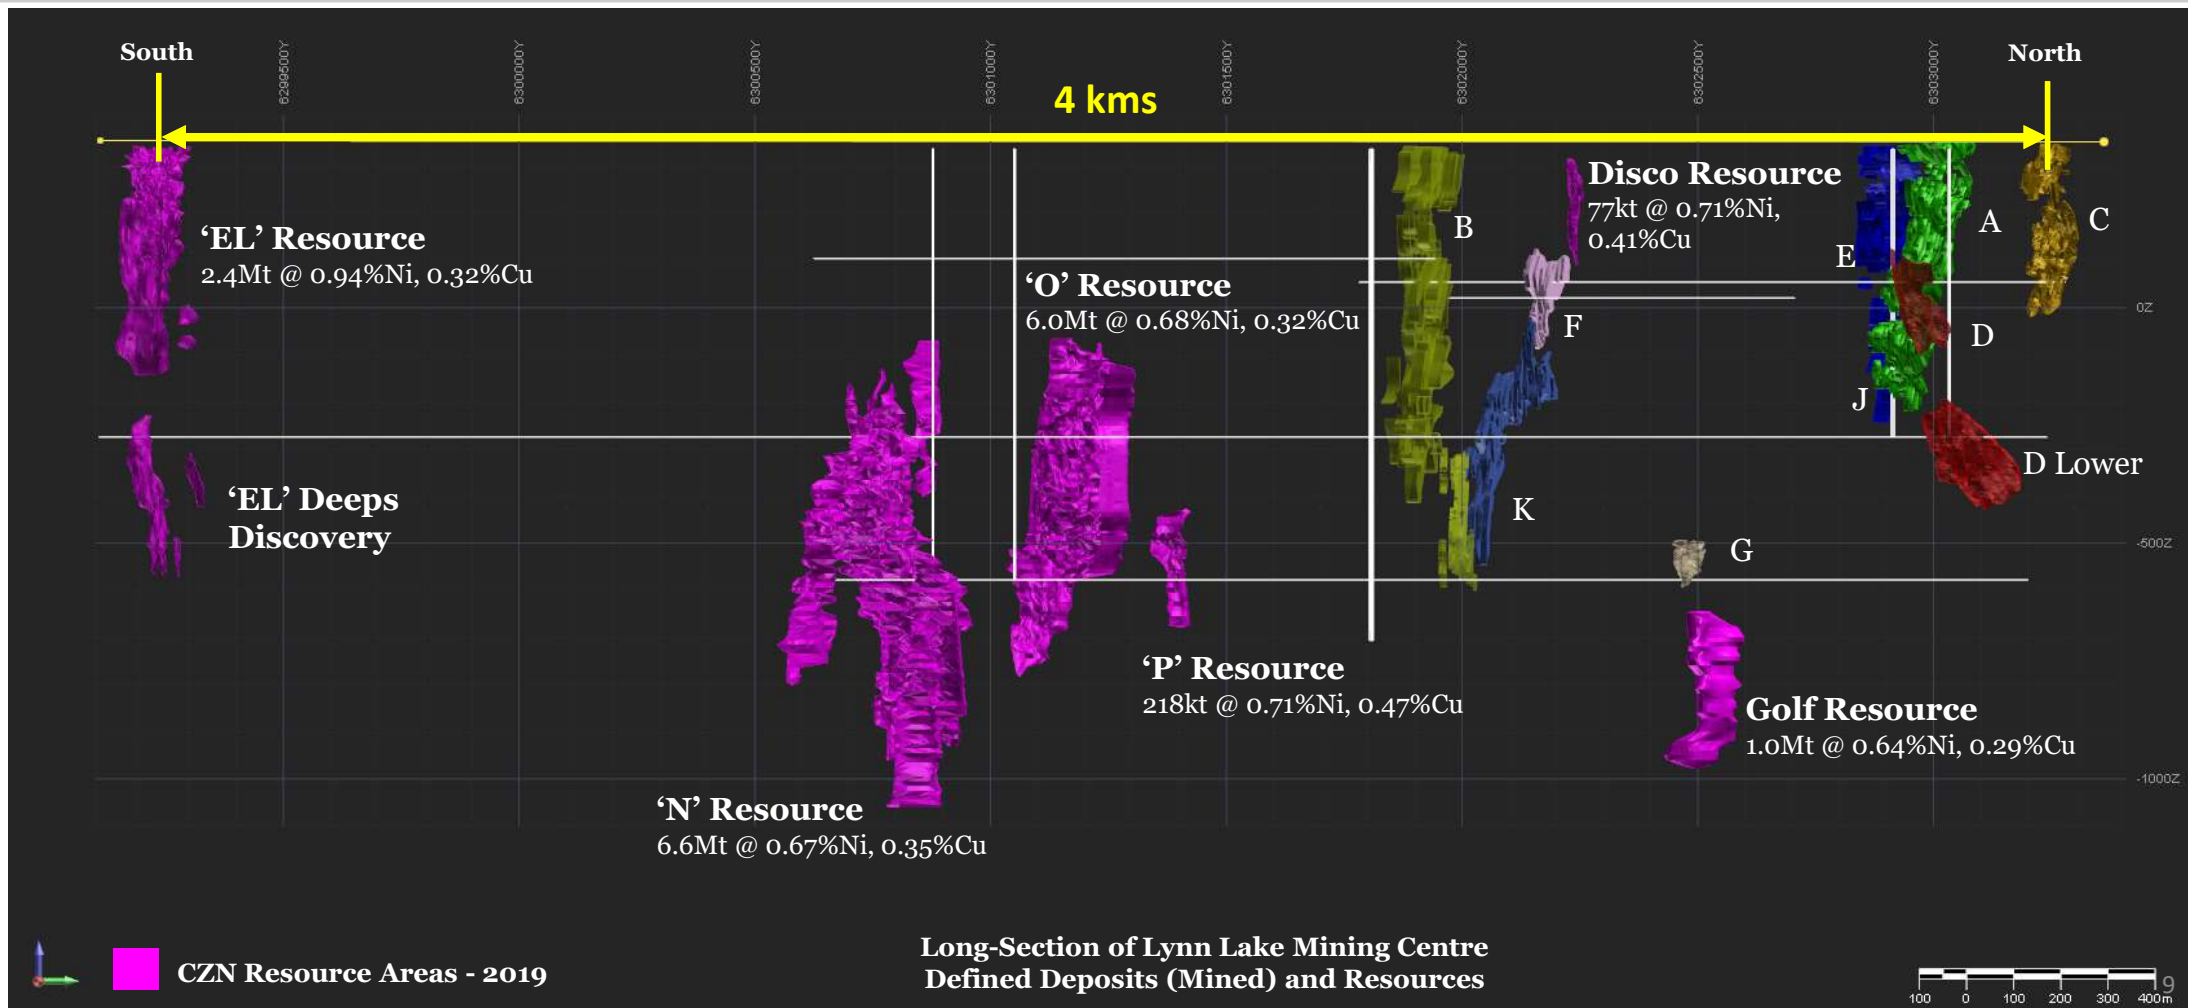 South
6299500Y
6300000Y
6300500Y
6301000Y
6301500Y
6302000Y
6302500Y
6303000Y
North
4 kms
‘EL’ Resource
2.4Mt @ 0.94%Ni, 0.32%Cu
‘O’ Resource
6.0Mt @ 0.68%Ni, 0.32%Cu
B
Disco Resource
77kt @ 0.71%Ni,
0.41%Cu
F
E
A
C
D
J
0Z
‘EL’ Deeps
Discovery
K
D Lower
G
-500Z
‘P’ Resource
218kt @ 0.71%Ni, 0.47%Cu
Golf Resource
1.0Mt @ 0.64%Ni, 0.29%Cu
-1000Z
‘N’ Resource
6.6Mt @ 0.67%Ni, 0.35%Cu
CZN Resource Areas - 2019
Long-Section of Lynn Lake Mining Centre
Defined Deposits (Mined) and Resources
100 0 100 200 300 400m
9